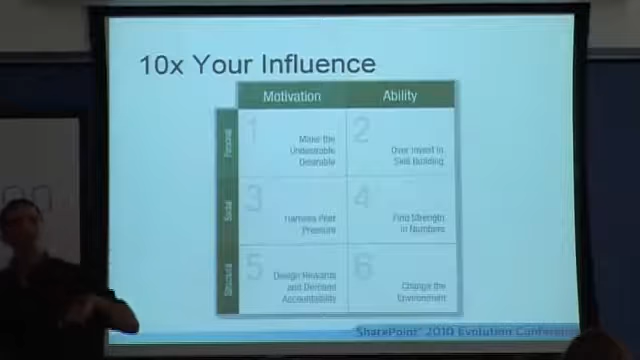 10x Your Influence
Motivation Ability
Personal
1
Make the
Undesirable
Desirable
2
Over Invest in
Skill Building
Social
3
Harness Peer
Pressure
4
Find Strength
in Numbers
Structural
5
Design Rewards
and Demand
Accountability
6
Change the
Environment
SharePoint 2010 Evolution Conference